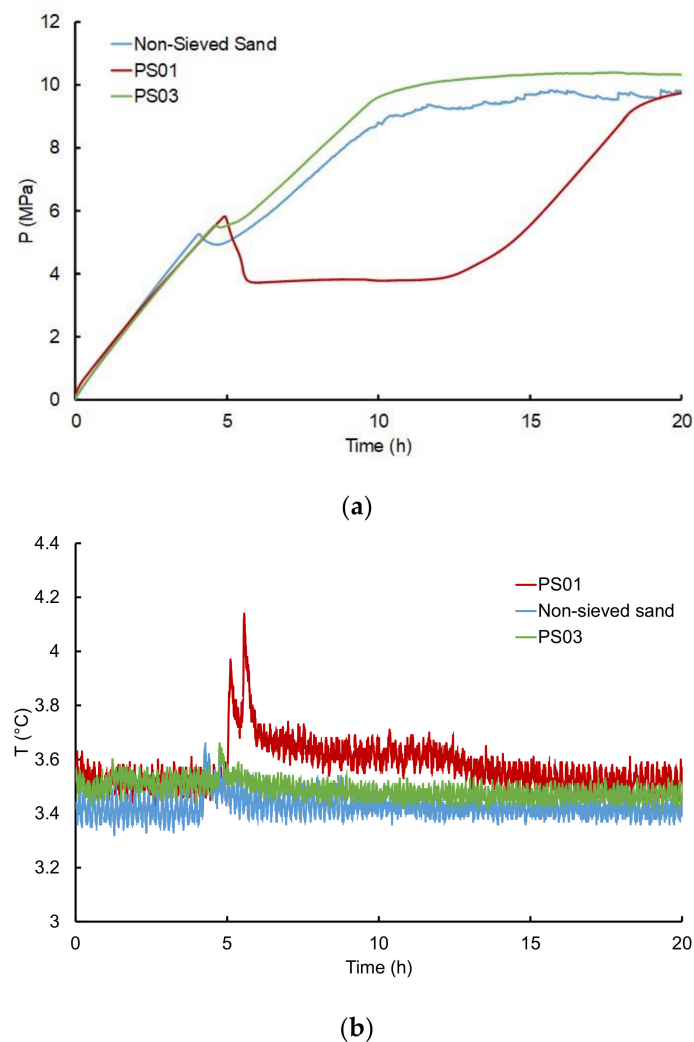 12
10
8
6
4
2
0
P (MPa)
Non-Sieved Sand
PS01
PS03
0 5 10 15 20
Time (h)
(a)
4.4
4.2
4
3.8
3.6
3.4
3.2
3
T (°C)
PS01
Non-sieved sand
PS03
0 5 10 15 20
Time (h)
(b)